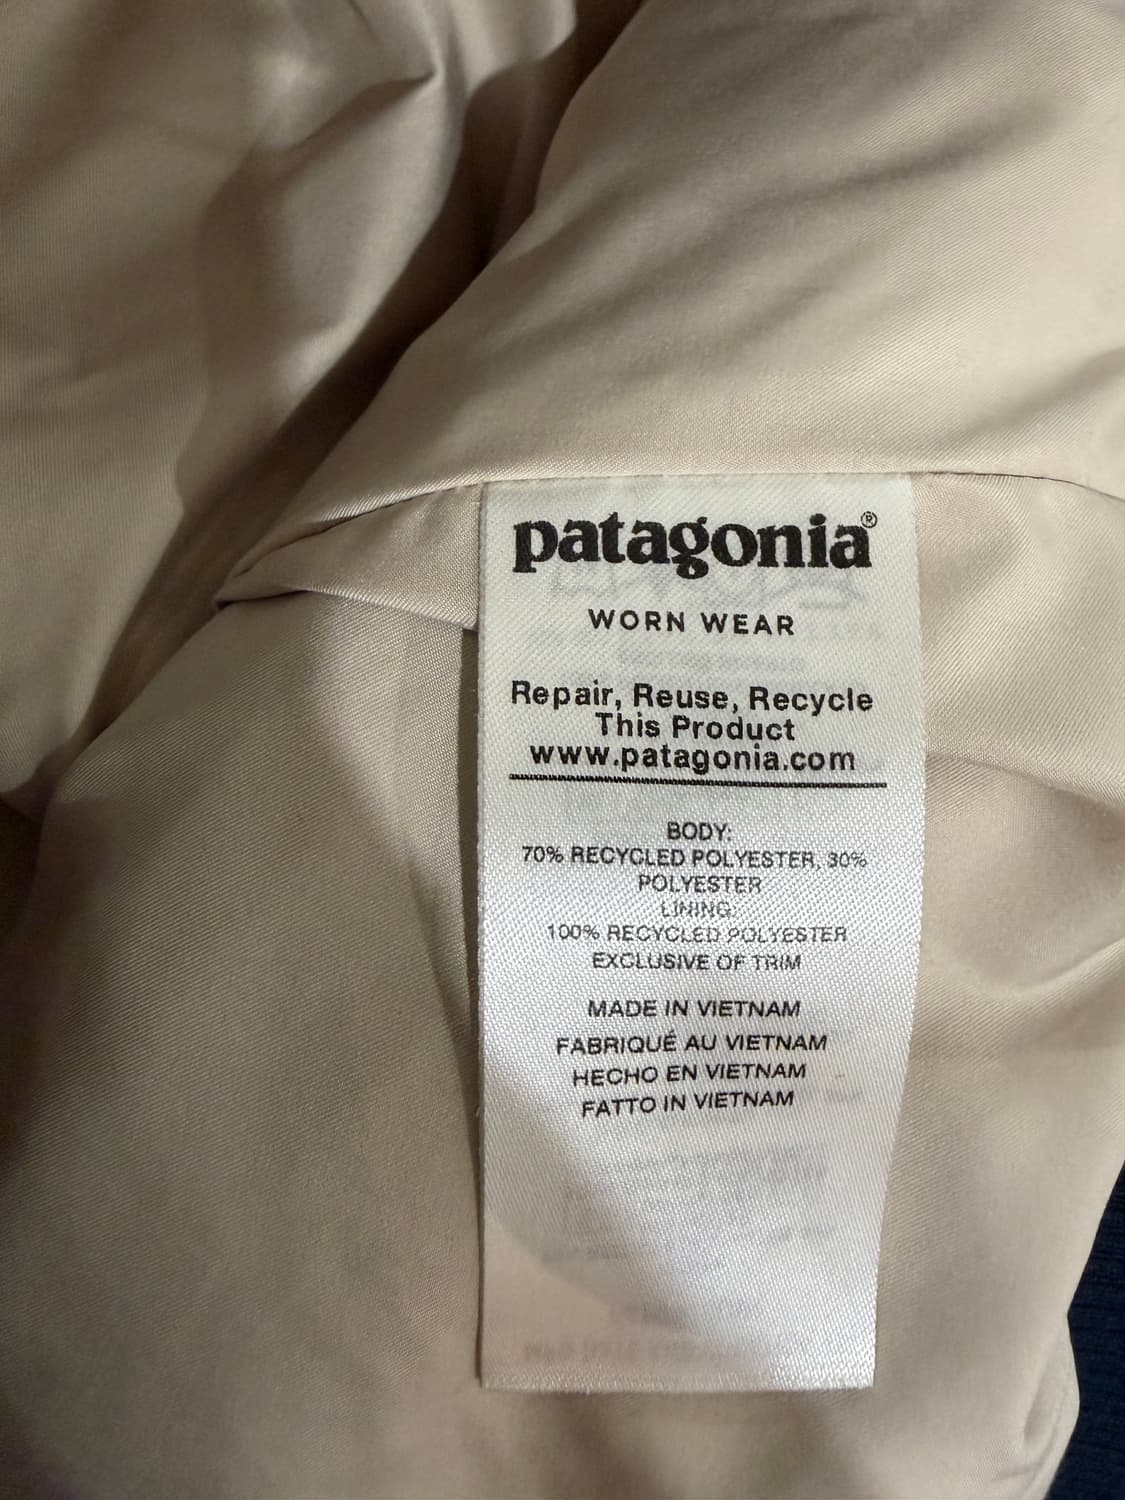 patagonia®
WORN WEAR
Repair, Reuse, Recycle
This Product
www.patagonia.com
BODY:
70% RECYCLED POLYESTER, 30%
POLYESTER
LINING:
100% RECYCLED POLYESTER
EXCLUSIVE OF TRIM
MADE IN VIETNAM
FABRIQUÉ AU VIETNAM
HECHO EN VIETNAM
FATTO IN VIETNAM